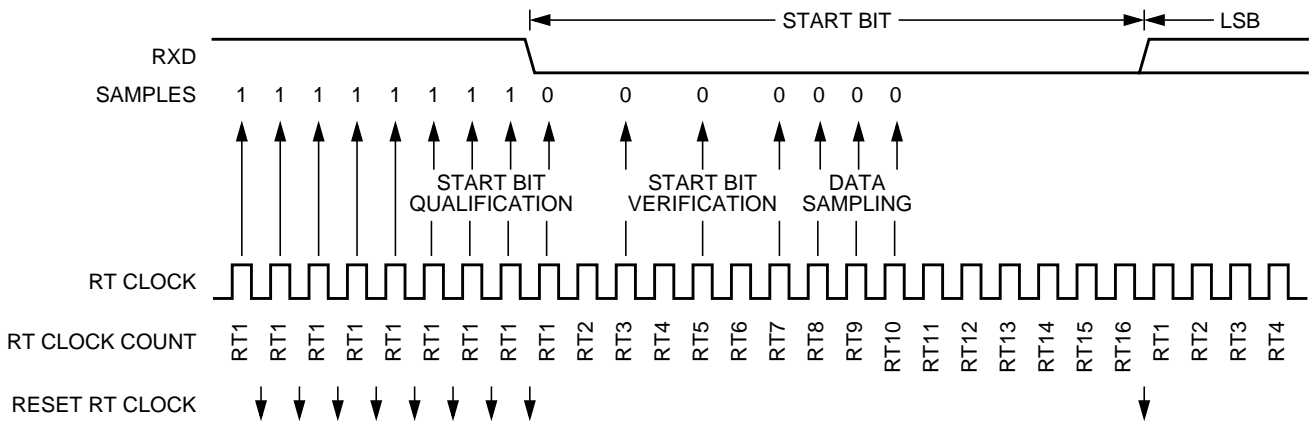 START BIT LSB
RXD
SAMPLES 1 1 1 1 1 1 1 1 0 0 0 0 0 0 0
START BIT QUALIFICATION START BIT VERIFICATION DATA SAMPLING
RT CLOCK
RT CLOCK COUNT RT1 RT1 RT1 RT1 RT1 RT1 RT1 RT1 RT1 RT2 RT3 RT4 RT5 RT6 RT7 RT8 RT9 RT10 RT11 RT12 RT13 RT14 RT15 RT16 RT1 RT2 RT3 RT4
RESET RT CLOCK